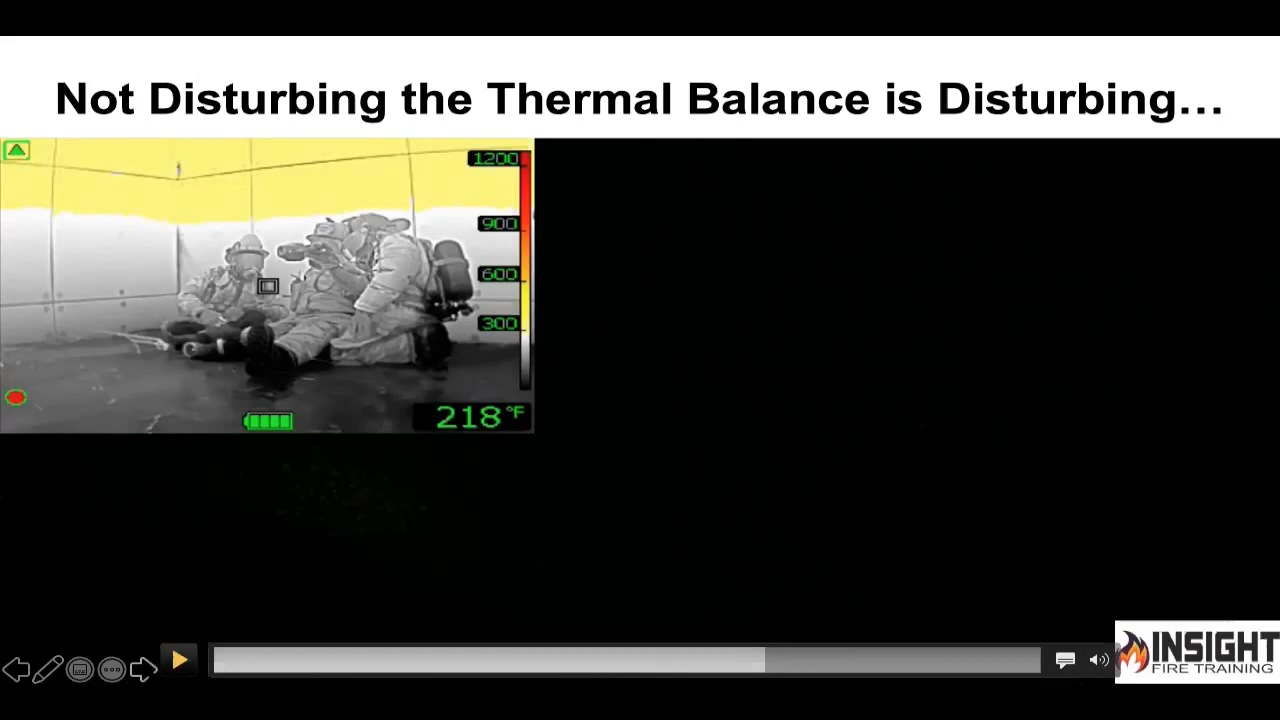 Not Disturbing the Thermal Balance is Disturbing…
1200
900
600
300
218°F
INSIGHT
FIRE TRAINING